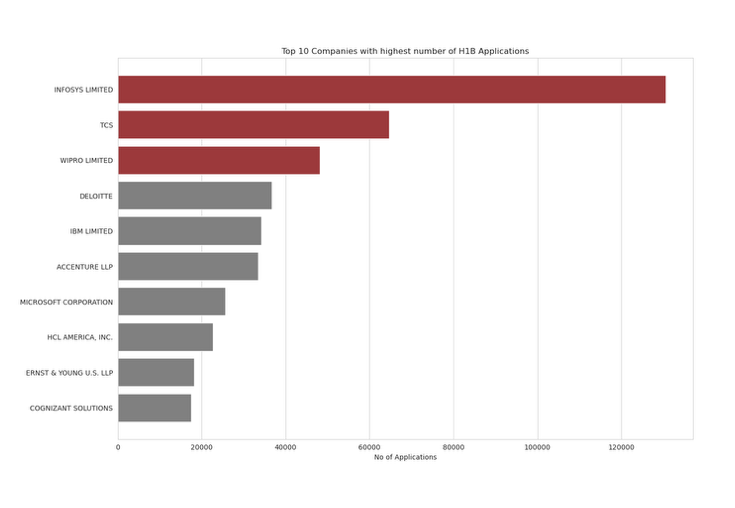 Top 10 Companies with highest number of H1B Applications
INFOSYS LIMITED
TCS
WIPRO LIMITED
DELOITTE
IBM LIMITED
ACCENTURE LLP
MICROSOFT CORPORATION
HCL AMERICA, INC.
ERNST & YOUNG U.S. LLP
COGNIZANT SOLUTIONS
0 20000 40000 60000 80000 100000 120000
No of Applications